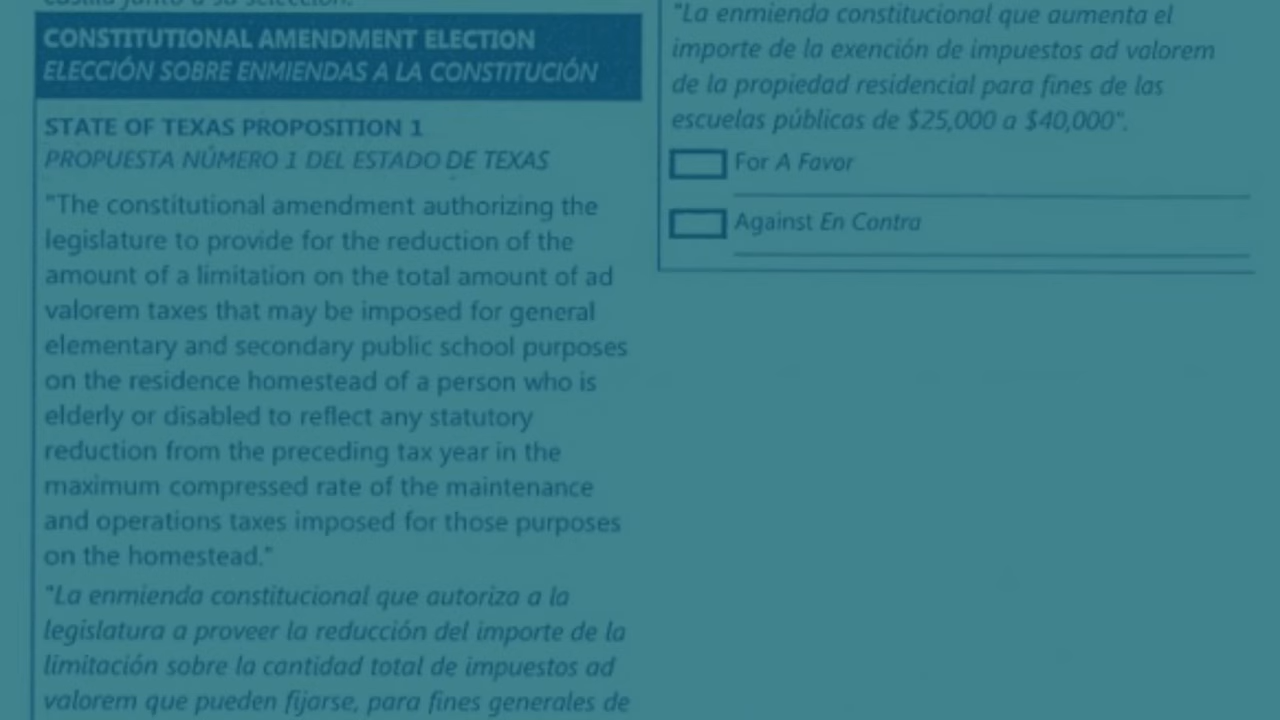 casilla junto a su selección.
CONSTITUTIONAL AMENDMENT ELECTION
ELECCIÓN SOBRE ENMIENDAS A LA CONSTITUCIÓN
STATE OF TEXAS PROPOSITION 1
PROPUESTA NÚMERO 1 DEL ESTADO DE TEXAS
"The constitutional amendment authorizing the
legislature to provide for the reduction of the
amount of a limitation on the total amount of ad
valorem taxes that may be imposed for general
elementary and secondary public school purposes
on the residence homestead of a person who is
elderly or disabled to reflect any statutory
reduction from the preceding tax year in the
maximum compressed rate of the maintenance
and operations taxes imposed for those purposes
on the homestead."
"La enmienda constitucional que autoriza a la
legislatura a proveer la reducción del importe de la
limitación sobre la cantidad total de impuestos ad
valorem que pueden fijarse, para fines generales de
"La enmienda constitucional que aumenta el
importe de la exención de impuestos ad valorem
de la propiedad residencial para fines de las
escuelas públicas de $25,000 a $40,000".
For A Favor
Against En Contra